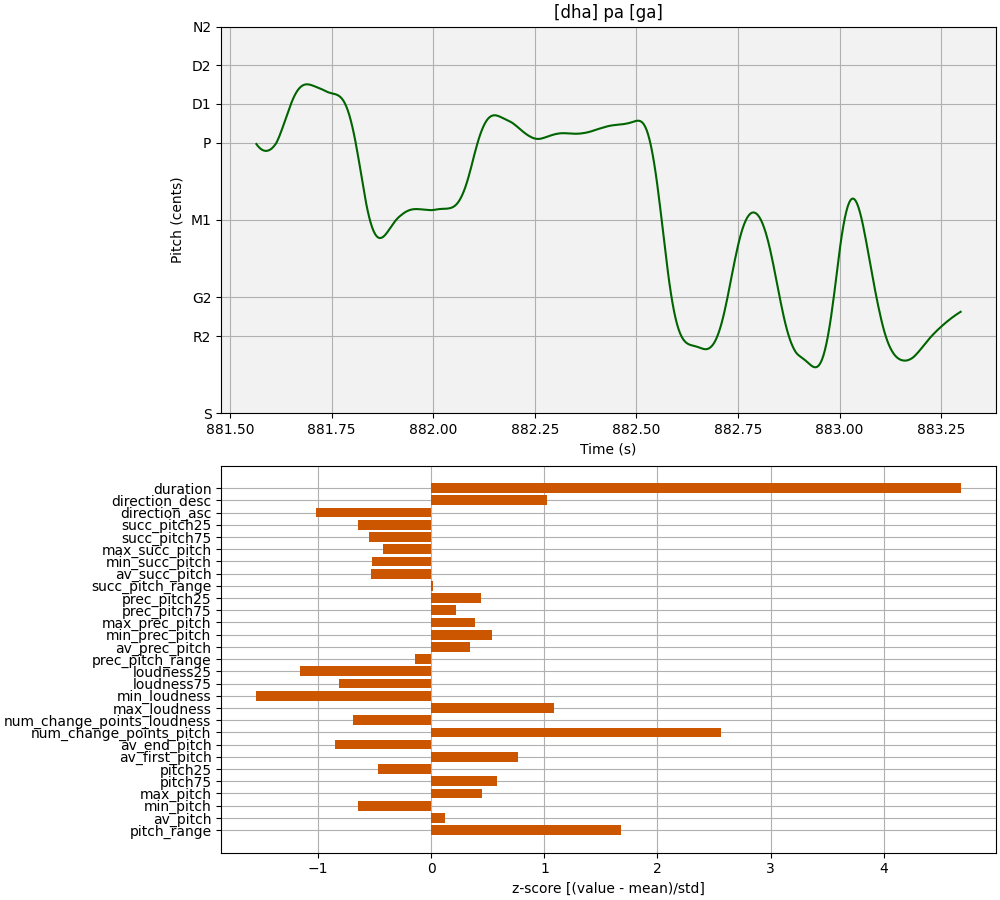 [dha] pa [ga]
N2
D2
D1
P
M1
G2
R2
S
Pitch (cents)
881.50 881.75 882.00 882.25 882.50 882.75 883.00 883.25
Time (s)
duration
direction_desc
direction_asc
succ_pitch25
succ_pitch75
max_succ_pitch
min_succ_pitch
av_succ_pitch
succ_pitch_range
prec_pitch25
prec_pitch75
max_prec_pitch
min_prec_pitch
av_prec_pitch
prec_pitch_range
loudness25
loudness75
min_loudness
max_loudness
num_change_points_loudness
num_change_points_pitch
av_end_pitch
av_first_pitch
pitch25
pitch75
max_pitch
min_pitch
av_pitch
pitch_range
−1 0 1 2 3 4
z-score [(value - mean)/std]